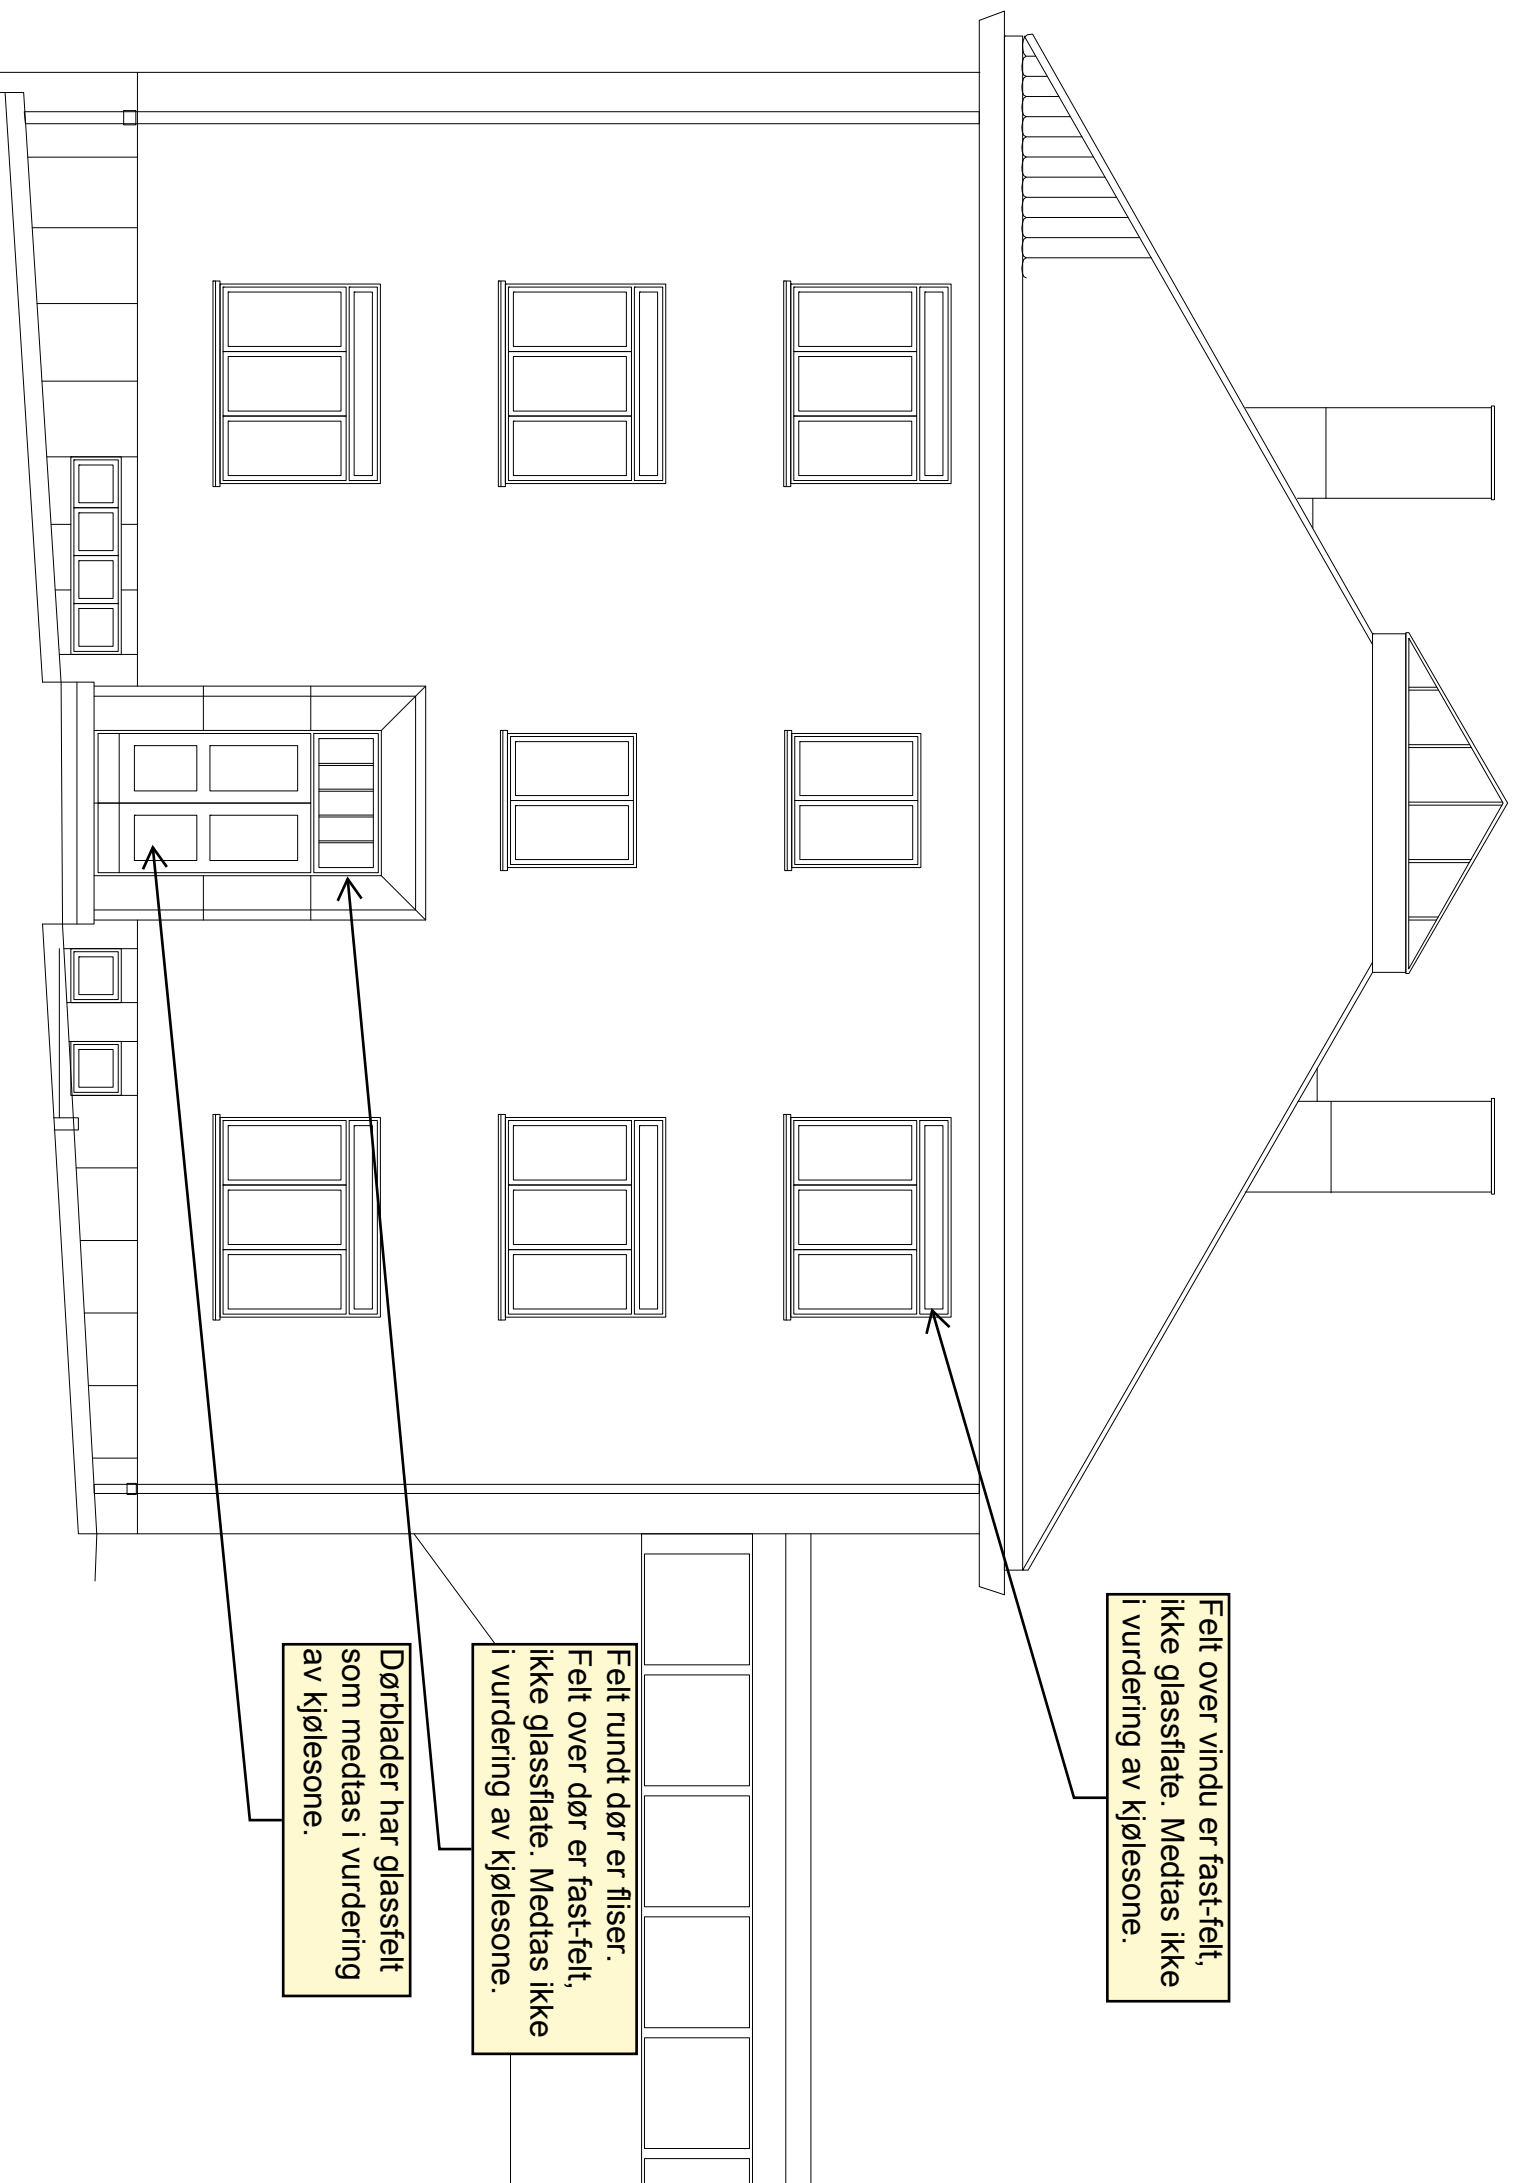 Felt over vindu er fast-felt,
ikke glassflate. Medtas ikke
i vurdering av kjølesone.
Felt rundt dør er fliser.
Felt over dør er fast-felt,
ikke glassflate. Medtas ikke
i vurdering av kjølesone.
Dørblader har glassfelt
som medtas i vurdering
av kjølesone.